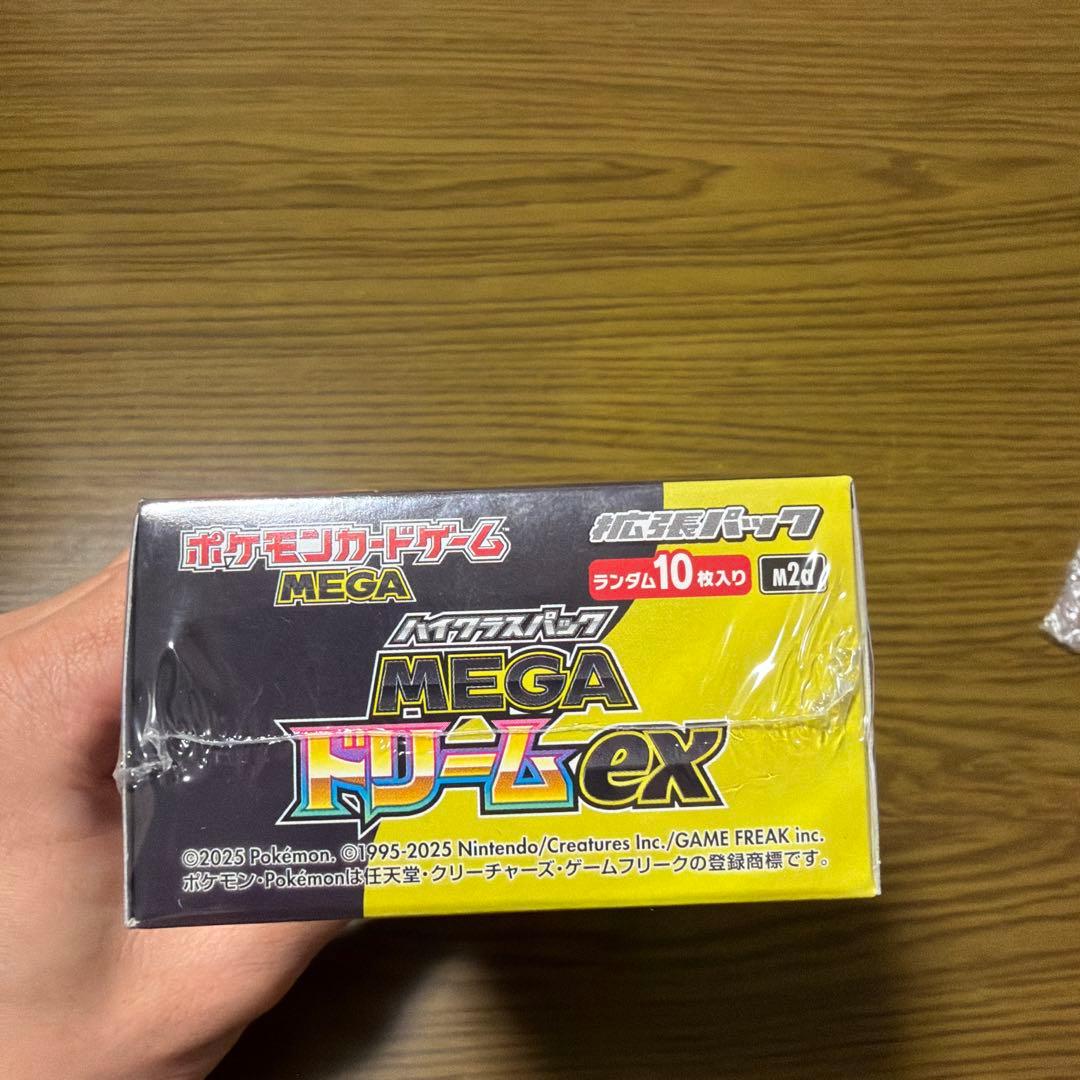 ポケモンカードゲーム™
MEGA
拡張パック
ランダム10枚入り M2a
ハイクラスパック
MEGA
ドリームex
©2025 Pokémon. ©1995-2025 Nintendo/Creatures Inc./GAME FREAK inc.
ポケモン・Pokémonは任天堂・クリーチャーズ・ゲームフリークの登録商標です。